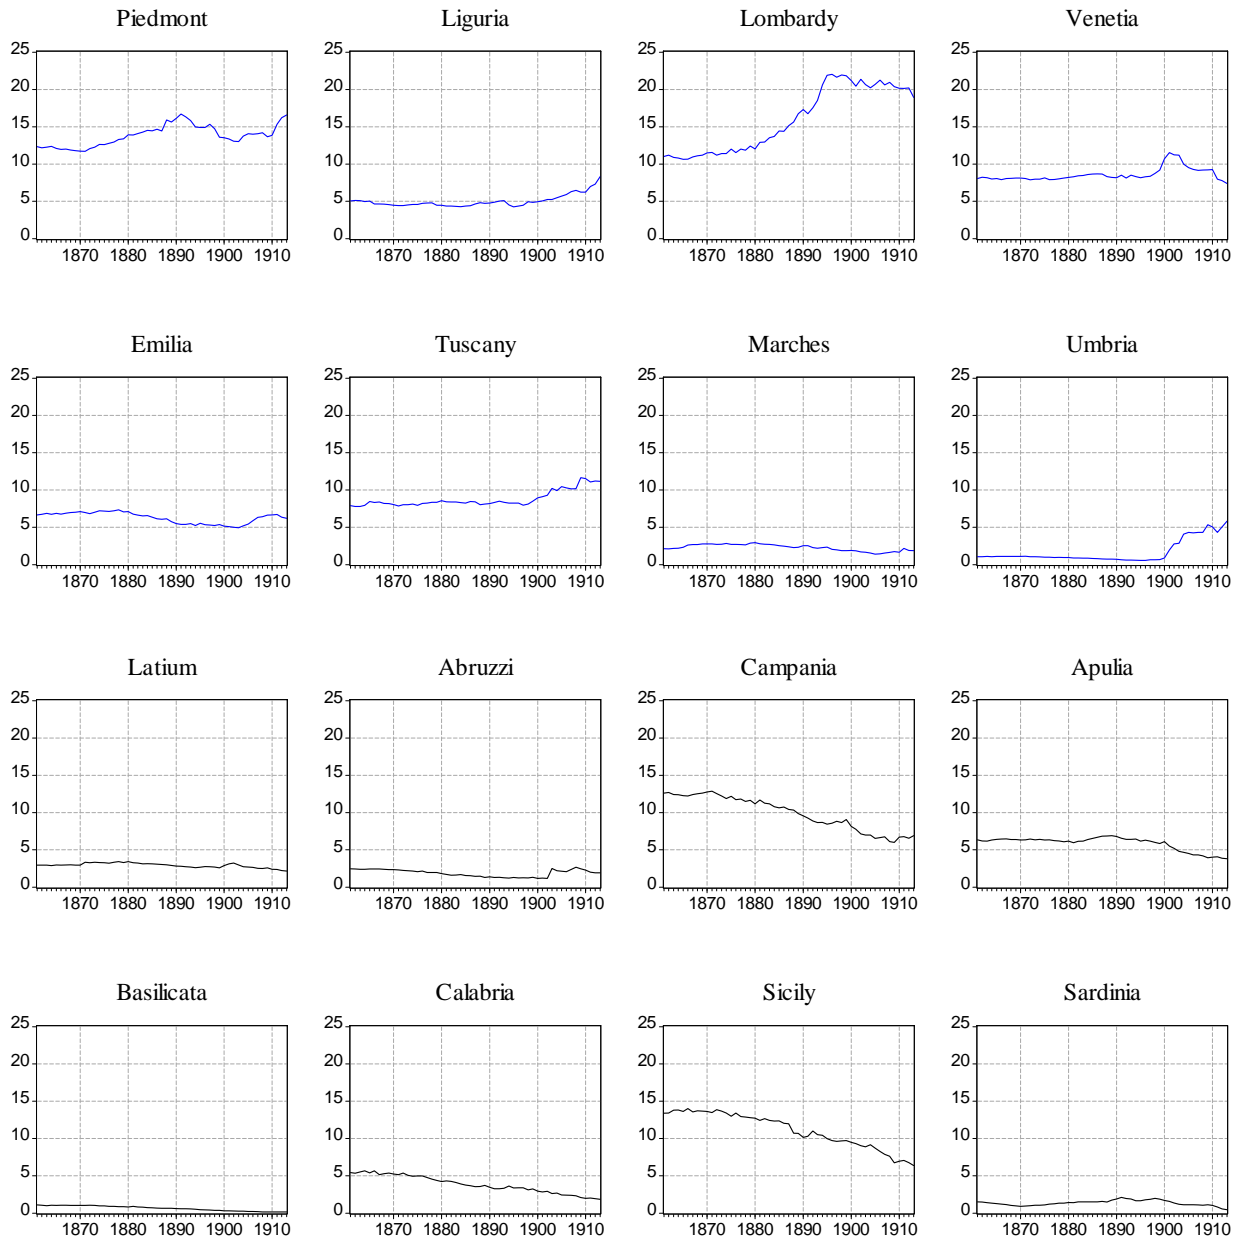 Piedmont Liguria Lombardy Venetia
25 25 25 25
20 20 20 20
15 15 15 15
10 10 10 10
5 5 5 5
0 0 0 0
1870 1880 1890 1900 1910 1870 1880 1890 1900 1910 1870 1880 1890 1900 1910 1870 1880 1890 1900 1910
Emilia Tuscany Marches Umbria
25 25 25 25
20 20 20 20
15 15 15 15
10 10 10 10
5 5 5 5
0 0 0 0
1870 1880 1890 1900 1910 1870 1880 1890 1900 1910 1870 1880 1890 1900 1910 1870 1880 1890 1900 1910
Latium Abruzzi Campania Apulia
25 25 25 25
20 20 20 20
15 15 15 15
10 10 10 10
5 5 5 5
0 0 0 0
1870 1880 1890 1900 1910 1870 1880 1890 1900 1910 1870 1880 1890 1900 1910 1870 1880 1890 1900 1910
Basilicata Calabria Sicily Sardinia
25 25 25 25
20 20 20 20
15 15 15 15
10 10 10 10
5 5 5 5
0 0 0 0
1870 1880 1890 1900 1910 1870 1880 1890 1900 1910 1870 1880 1890 1900 1910 1870 1880 1890 1900 1910